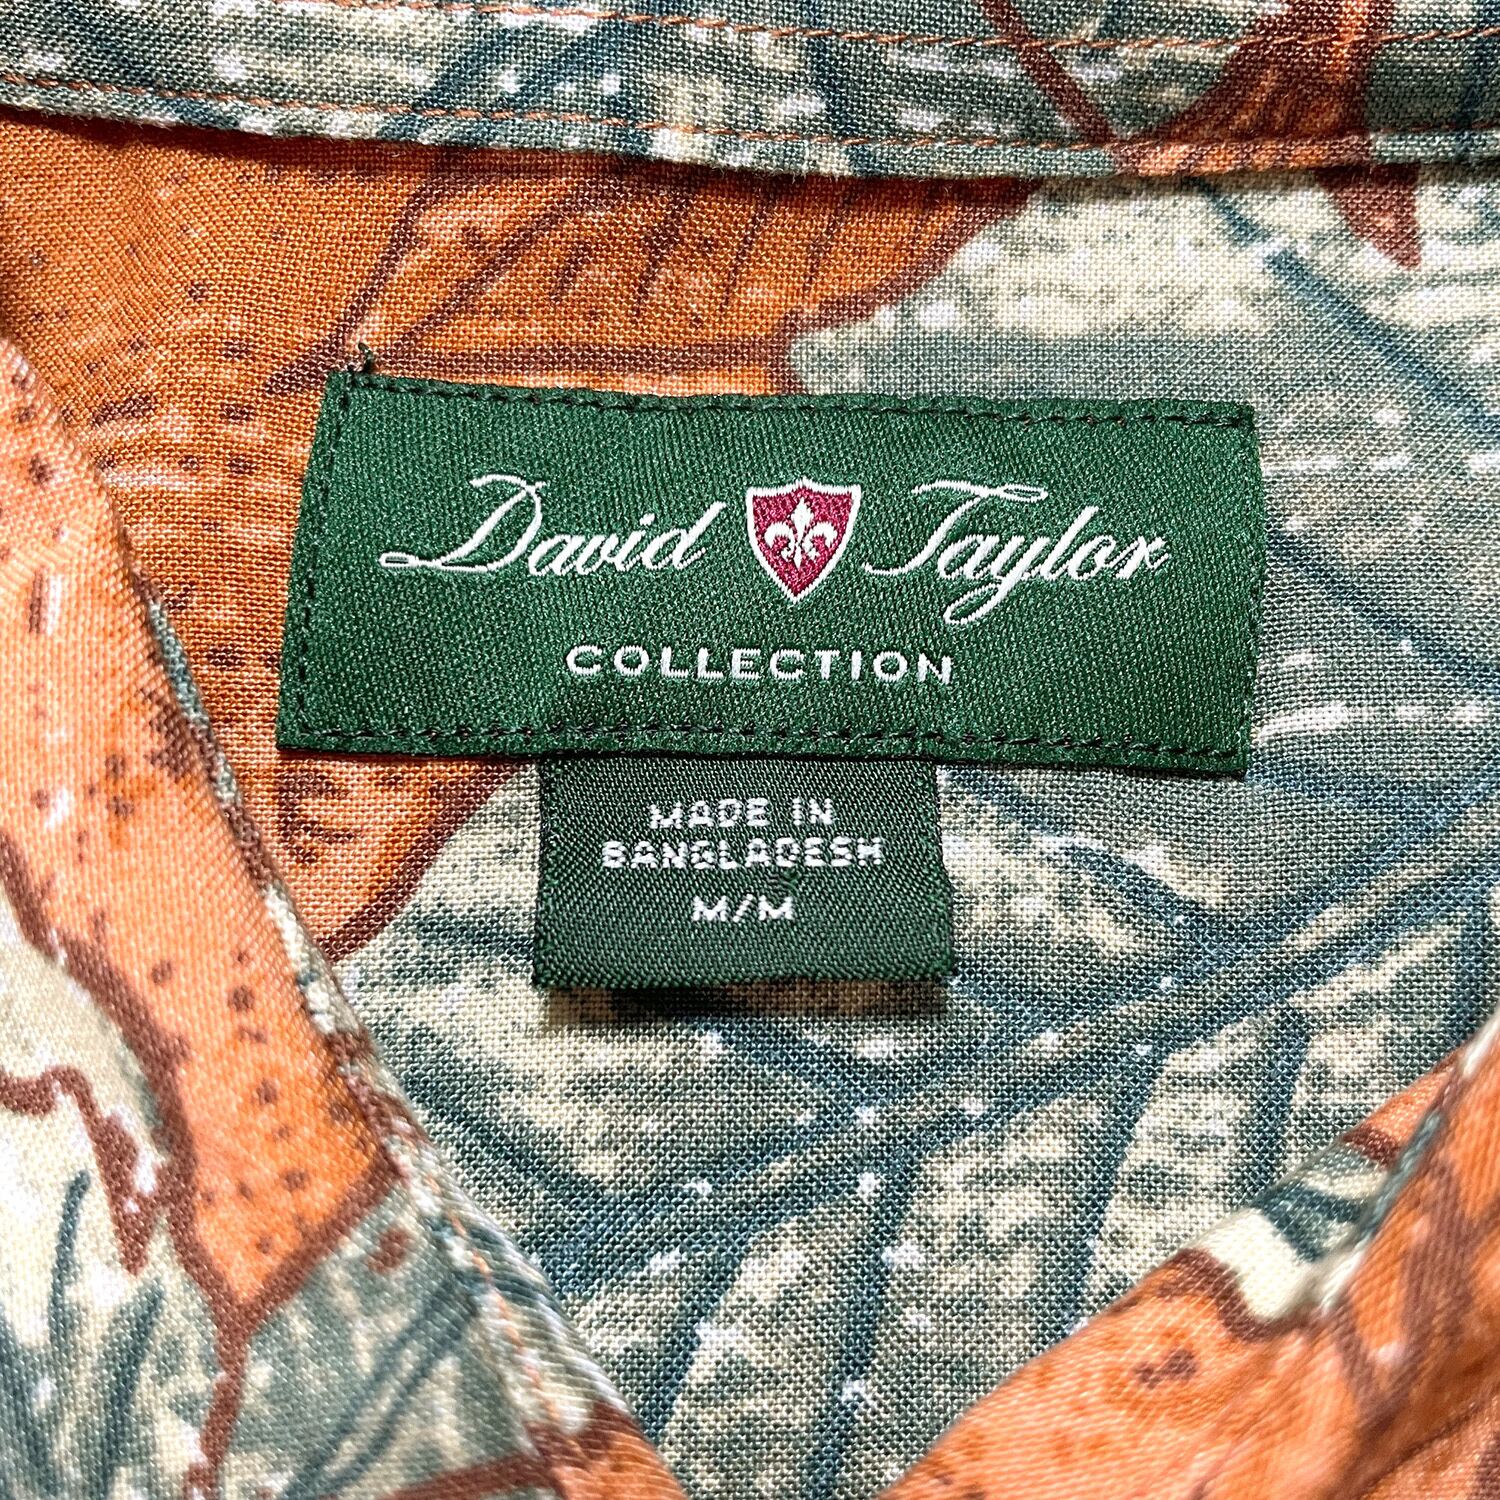 David Taylor
COLLECTION
MADE IN
BANGLADESH
M/M